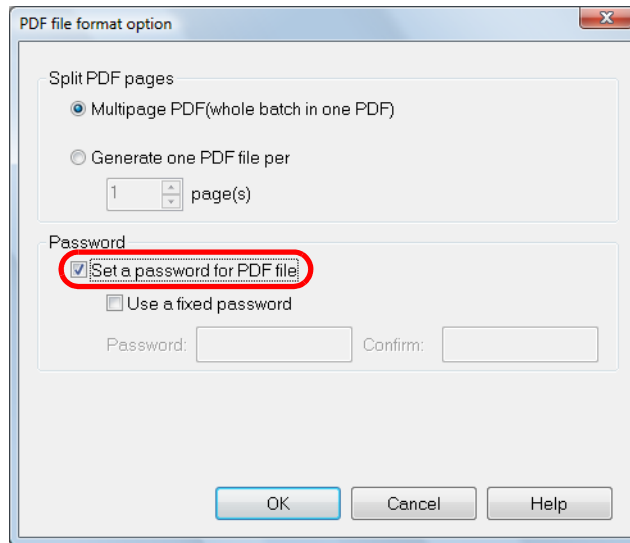 PDF file format option
Split PDF pages
Multipage PDF(whole batch in one PDF)
Generate one PDF file per
1 page(s)
Password
Set a password for PDF file
Use a fixed password
Password: Confirm:
OK Cancel Help